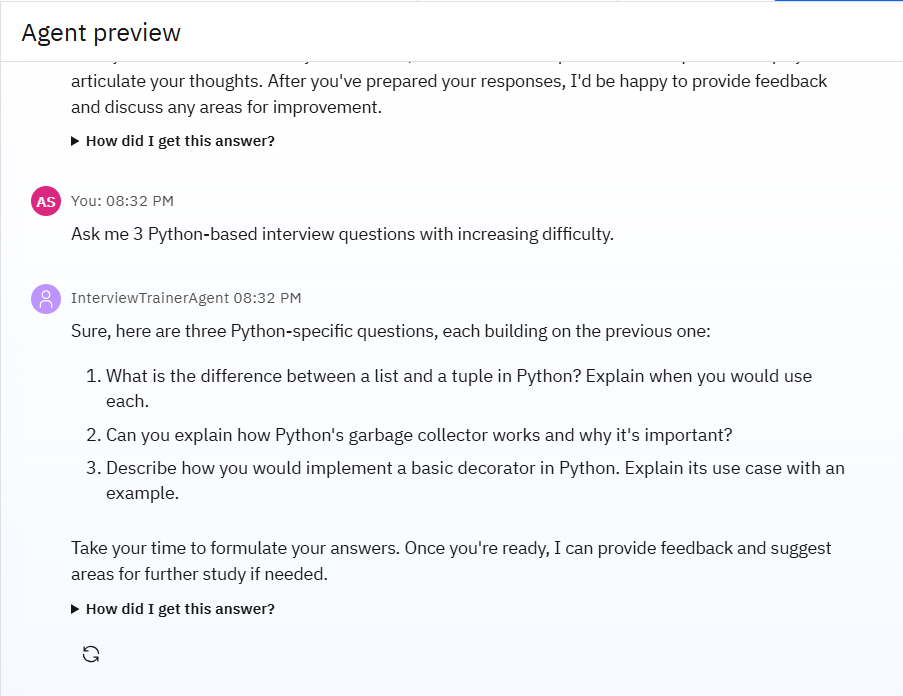 Agent preview
articulate your thoughts. After you've prepared your responses, I'd be happy to provide feedback
and discuss any areas for improvement.
How did I get this answer?
AS
You: 08:32 PM
Ask me 3 Python-based interview questions with increasing difficulty.
InterviewTrainerAgent 08:32 PM
Sure, here are three Python-specific questions, each building on the previous one:
1. What is the difference between a list and a tuple in Python? Explain when you would use
each.
2. Can you explain how Python's garbage collector works and why it's important?
3. Describe how you would implement a basic decorator in Python. Explain its use case with an
example.
Take your time to formulate your answers. Once you're ready, I can provide feedback and suggest
areas for further study if needed.
How did I get this answer?